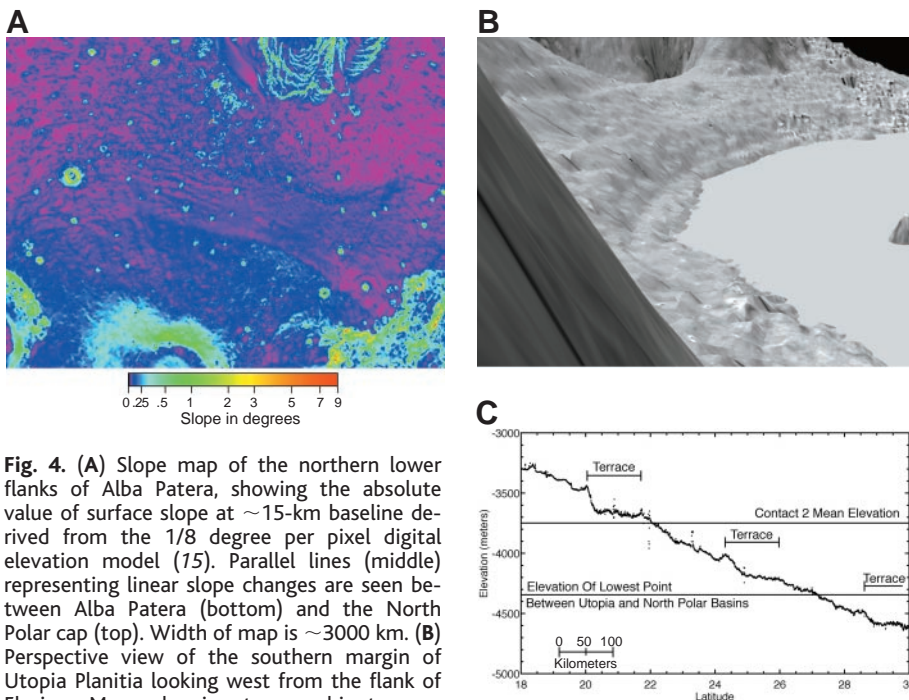 A
B
0 .25 .5 1 2 3 5 7 9
Slope in degrees
Fig. 4. (A) Slope map of the northern lower
flanks of Alba Patera, showing the absolute
value of surface slope at ~15-km baseline de-
rived from the 1/8 degree per pixel digital
elevation model (15). Parallel lines (middle)
representing linear slope changes are seen be-
tween Alba Patera (bottom) and the North
Polar cap (top). Width of map is ~3000 km. (B)
Perspective view of the southern margin of
Utopia Planitia looking west from the flank of
C
-3000
-3500
-4000
-4500
-5000
Elevation (meters)
Terrace
Contact 2 Mean Elevation
Terrace
Terrace
Elevation Of Lowest Point
Between Utopia and North Polar Basins
0 50 100
Kilometers
18 20 22 24 26 28
Latitude